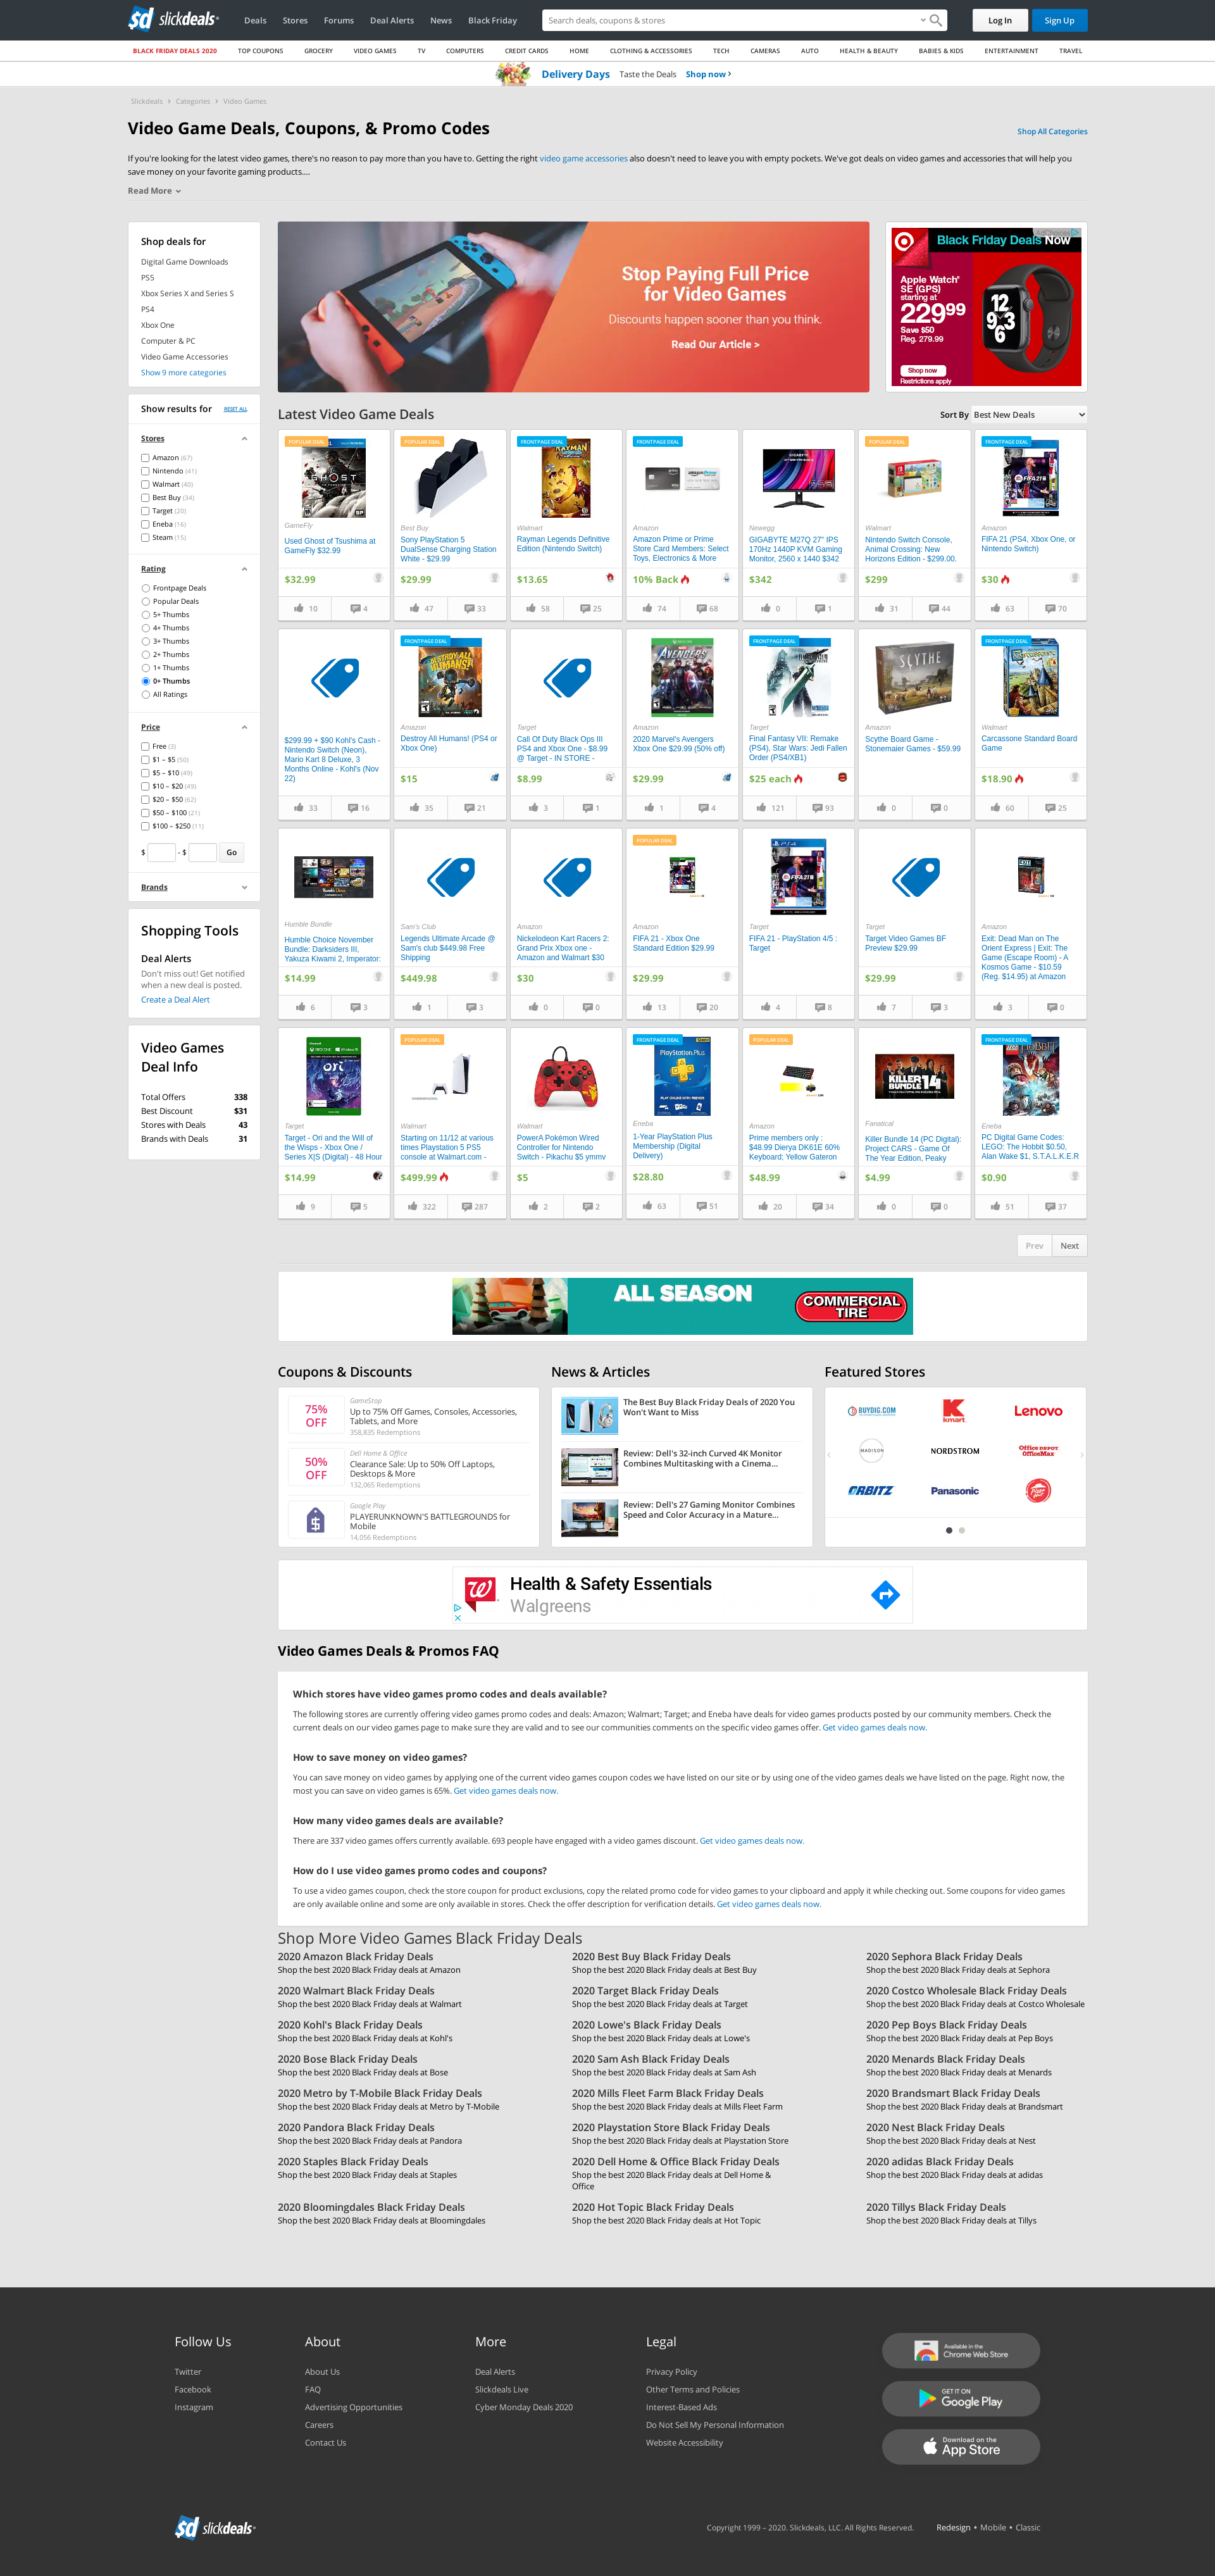 slickdeals
Deals Stores Forums Deal Alerts News Black Friday
Search deals, coupons & stores
Log In Sign Up
BLACK FRIDAY DEALS 2020 TOP COUPONS GROCERY VIDEO GAMES TV COMPUTERS CREDIT CARDS HOME CLOTHING & ACCESSORIES TECH CAMERAS AUTO HEALTH & BEAUTY BABIES & KIDS ENTERTAINMENT TRAVEL
Delivery Days Taste the Deals Shop now ›
Slickdeals › Categories › Video Games
Video Game Deals, Coupons, & Promo Codes
Shop All Categories
If you're looking for the latest video games, there's no reason to pay more than you have to. Getting the right video game accessories also doesn't need to leave you with empty pockets. We've got deals on video games and accessories that will help you
save money on your favorite gaming products....
Read More
Shop deals for
Digital Game Downloads
PS5
Xbox Series X and Series S
PS4
Xbox One
Computer & PC
Video Game Accessories
Show 9 more categories
Show results for RESET ALL
Stores
Amazon (67)
Nintendo (41)
Walmart (40)
Best Buy (34)
Target (20)
Eneba (16)
Steam (15)
Rating
Frontpage Deals
Popular Deals
5+ Thumbs
4+ Thumbs
3+ Thumbs
2+ Thumbs
1+ Thumbs
0+ Thumbs
All Ratings
Price
Free (3)
$1 – $5 (50)
$5 – $10 (49)
$10 – $20 (49)
$20 – $50 (62)
$50 – $100 (21)
$100 – $250 (11)
$ - $ Go
Brands
Shopping Tools
Deal Alerts
Don't miss out! Get notified
when a new deal is posted.
Create a Deal Alert
Video Games
Deal Info
Total Offers 338
Best Discount $31
Stores with Deals 43
Brands with Deals 31
Stop Paying Full Price
for Video Games
Discounts happen sooner than you think.
Read Our Article >
AdChoices
Black Friday Deals Now
Apple Watch®
SE (GPS)
starting at
229.99
Save $50
Reg. 279.99
Shop now
Restrictions apply
Latest Video Game Deals
Sort By Best New Deals
POPULAR DEAL
GHOST
GameFly
Used Ghost of Tsushima at
GameFly $32.99
$32.99
10 4
POPULAR DEAL
Best Buy
Sony PlayStation 5
DualSense Charging Station
White - $29.99
$29.99
47 33
FRONTPAGE DEAL
RAYMAN
Walmart
Rayman Legends Definitive
Edition (Nintendo Switch)
$13.65
58 25
FRONTPAGE DEAL
Amazon
Amazon Prime or Prime
Store Card Members: Select
Toys, Electronics & More
10% Back
74 68
GIGABYTE
Newegg
GIGABYTE M27Q 27" IPS
170Hz 1440P KVM Gaming
Monitor, 2560 x 1440 $342
$342
0 1
POPULAR DEAL
Walmart
Nintendo Switch Console,
Animal Crossing: New
Horizons Edition - $299.00.
$299
31 44
FRONTPAGE DEAL
FIFA 21
Amazon
FIFA 21 (PS4, Xbox One, or
Nintendo Switch)
$30
63 70
$299.99 + $90 Kohl's Cash -
Nintendo Switch (Neon),
Mario Kart 8 Deluxe, 3
Months Online - Kohl's (Nov
22)
33 16
FRONTPAGE DEAL
DESTROY ALL HUMANS!
Amazon
Destroy All Humans! (PS4 or
Xbox One)
$15
35 21
Target
Call Of Duty Black Ops III
PS4 and Xbox One - $8.99
@ Target - IN STORE -
$8.99
3 1
AVENGERS
Amazon
2020 Marvel's Avengers
Xbox One $29.99 (50% off)
$29.99
1 4
FRONTPAGE DEAL
Target
Final Fantasy VII: Remake
(PS4), Star Wars: Jedi Fallen
Order (PS4/XB1)
$25 each
121 93
SCYTHE
Amazon
Scythe Board Game -
Stonemaier Games - $59.99
0 0
FRONTPAGE DEAL
Carcassonne
Walmart
Carcassone Standard Board
Game
$18.90
60 25
Humble Bundle
Humble Choice November
Bundle: Darksiders III,
Yakuza Kiwami 2, Imperator:
$14.99
6 3
Sam's Club
Legends Ultimate Arcade @
Sam's club $449.98 Free
Shipping
$449.98
1 3
Amazon
Nickelodeon Kart Racers 2:
Grand Prix Xbox one -
Amazon and Walmart $30
$30
0 0
POPULAR DEAL
Amazon
FIFA 21 - Xbox One
Standard Edition $29.99
$29.99
13 20
PS4
FIFA 21
Target
FIFA 21 - PlayStation 4/5 :
Target
4 8
Target
Target Video Games BF
Preview $29.99
$29.99
7 3
EXIT
Amazon
Exit: Dead Man on The
Orient Express | Exit: The
Game (Escape Room) - A
Kosmos Game - $10.59
(Reg. $14.95) at Amazon
3 0
ori
Target
Target - Ori and the Will of
the Wisps - Xbox One /
Series X|S (Digital) - 48 Hour
$14.99
9 5
POPULAR DEAL
Walmart
Starting on 11/12 at various
times Playstation 5 PS5
console at Walmart.com -
$499.99
322 287
Walmart
PowerA Pokémon Wired
Controller for Nintendo
Switch - Pikachu $5 ymmv
$5
2 2
FRONTPAGE DEAL
PlayStation Plus
Eneba
1-Year PlayStation Plus
Membership (Digital
Delivery)
$28.80
63 51
POPULAR DEAL
Amazon
Prime members only :
$48.99 Dierya DK61E 60%
Keyboard; Yellow Gateron
$48.99
20 34
KILLER
BUNDLE 14
Fanatical
Killer Bundle 14 (PC Digital):
Project CARS - Game Of
The Year Edition, Peaky
$4.99
0 0
FRONTPAGE DEAL
HOBBIT
Eneba
PC Digital Game Codes:
LEGO: The Hobbit $0.50,
Alan Wake $1, S.T.A.L.K.E.R
$0.90
51 37
Prev Next
ALL SEASON
COMMERCIAL
TIRE
Coupons & Discounts
75%
OFF
GameStop
Up to 75% Off Games, Consoles, Accessories,
Tablets, and More
358,835 Redemptions
50%
OFF
Dell Home & Office
Clearance Sale: Up to 50% Off Laptops,
Desktops & More
132,065 Redemptions
Google Play
PLAYERUNKNOWN'S BATTLEGROUNDS for
Mobile
14,056 Redemptions
News & Articles
The Best Buy Black Friday Deals of 2020 You
Won't Want to Miss
Review: Dell's 32-inch Curved 4K Monitor
Combines Multitasking with a Cinema...
Review: Dell's 27 Gaming Monitor Combines
Speed and Color Accuracy in a Mature...
Featured Stores
BUYDIG.COM
kmart
Lenovo
MADISON
NORDSTROM
Office DEPOT
OfficeMax
ORBITZ
Panasonic
Pizza Hut
Health & Safety Essentials
Walgreens
Video Games Deals & Promos FAQ
Which stores have video games promo codes and deals available?
The following stores are currently offering video games promo codes and deals: Amazon; Walmart; Target; and Eneba have deals for video games products posted by our community members. Check the
current deals on our video games page to make sure they are valid and to see our communities comments on the specific video games offer. Get video games deals now.
How to save money on video games?
You can save money on video games by applying one of the current video games coupon codes we have listed on our site or by using one of the video games deals we have listed on the page. Right now, the
most you can save on video games is 65%. Get video games deals now.
How many video games deals are available?
There are 337 video games offers currently available. 693 people have engaged with a video games discount. Get video games deals now.
How do I use video games promo codes and coupons?
To use a video games coupon, check the store coupon for product exclusions, copy the related promo code for video games to your clipboard and apply it while checking out. Some coupons for video games
are only available online and some are only available in stores. Check the offer description for verification details. Get video games deals now.
Shop More Video Games Black Friday Deals
2020 Amazon Black Friday Deals
Shop the best 2020 Black Friday deals at Amazon
2020 Best Buy Black Friday Deals
Shop the best 2020 Black Friday deals at Best Buy
2020 Sephora Black Friday Deals
Shop the best 2020 Black Friday deals at Sephora
2020 Walmart Black Friday Deals
Shop the best 2020 Black Friday deals at Walmart
2020 Target Black Friday Deals
Shop the best 2020 Black Friday deals at Target
2020 Costco Wholesale Black Friday Deals
Shop the best 2020 Black Friday deals at Costco Wholesale
2020 Kohl's Black Friday Deals
Shop the best 2020 Black Friday deals at Kohl's
2020 Lowe's Black Friday Deals
Shop the best 2020 Black Friday deals at Lowe's
2020 Pep Boys Black Friday Deals
Shop the best 2020 Black Friday deals at Pep Boys
2020 Bose Black Friday Deals
Shop the best 2020 Black Friday deals at Bose
2020 Sam Ash Black Friday Deals
Shop the best 2020 Black Friday deals at Sam Ash
2020 Menards Black Friday Deals
Shop the best 2020 Black Friday deals at Menards
2020 Metro by T-Mobile Black Friday Deals
Shop the best 2020 Black Friday deals at Metro by T-Mobile
2020 Mills Fleet Farm Black Friday Deals
Shop the best 2020 Black Friday deals at Mills Fleet Farm
2020 Brandsmart Black Friday Deals
Shop the best 2020 Black Friday deals at Brandsmart
2020 Pandora Black Friday Deals
Shop the best 2020 Black Friday deals at Pandora
2020 Playstation Store Black Friday Deals
Shop the best 2020 Black Friday deals at Playstation Store
2020 Nest Black Friday Deals
Shop the best 2020 Black Friday deals at Nest
2020 Staples Black Friday Deals
Shop the best 2020 Black Friday deals at Staples
2020 Dell Home & Office Black Friday Deals
Shop the best 2020 Black Friday deals at Dell Home &
Office
2020 adidas Black Friday Deals
Shop the best 2020 Black Friday deals at adidas
2020 Bloomingdales Black Friday Deals
Shop the best 2020 Black Friday deals at Bloomingdales
2020 Hot Topic Black Friday Deals
Shop the best 2020 Black Friday deals at Hot Topic
2020 Tillys Black Friday Deals
Shop the best 2020 Black Friday deals at Tillys
Follow Us
Twitter
Facebook
Instagram
About
About Us
FAQ
Advertising Opportunities
Careers
Contact Us
More
Deal Alerts
Slickdeals Live
Cyber Monday Deals 2020
Legal
Privacy Policy
Other Terms and Policies
Interest-Based Ads
Do Not Sell My Personal Information
Website Accessibility
Available in the
Chrome Web Store
GET IT ON
Google Play
Download on the
App Store
slickdeals
Copyright 1999 – 2020. Slickdeals, LLC. All Rights Reserved. Redesign • Mobile • Classic